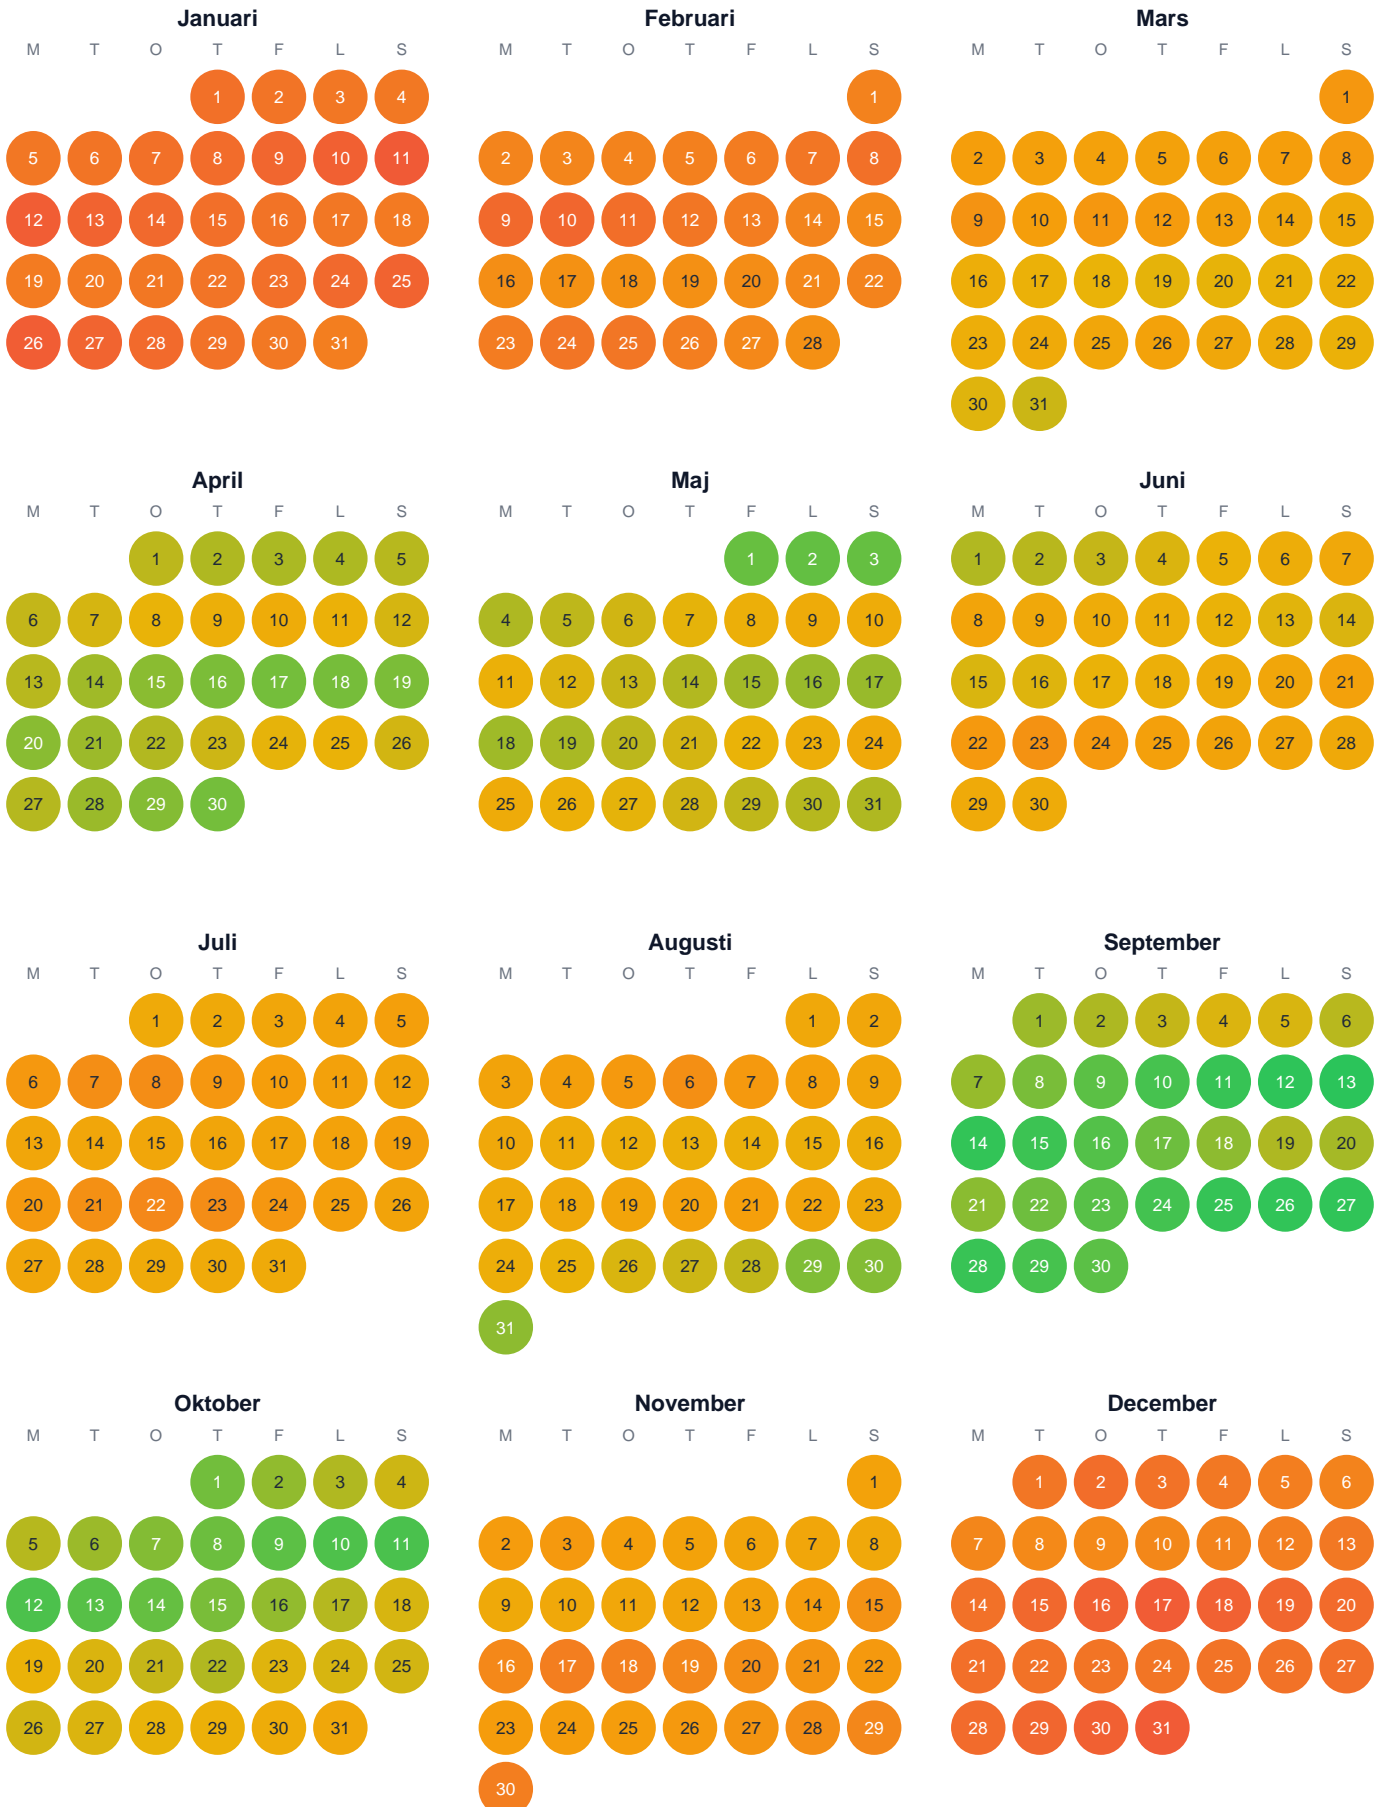 Januari
M T O T F L S
1 2 3 4
5 6 7 8 9 10 11
12 13 14 15 16 17 18
19 20 21 22 23 24 25
26 27 28 29 30 31
Februari
M T O T F L S
1
2 3 4 5 6 7 8
9 10 11 12 13 14 15
16 17 18 19 20 21 22
23 24 25 26 27 28
Mars
M T O T F L S
1
2 3 4 5 6 7 8
9 10 11 12 13 14 15
16 17 18 19 20 21 22
23 24 25 26 27 28 29
30 31
April
M T O T F L S
1 2 3 4 5
6 7 8 9 10 11 12
13 14 15 16 17 18 19
20 21 22 23 24 25 26
27 28 29 30
Maj
M T O T F L S
1 2 3
4 5 6 7 8 9 10
11 12 13 14 15 16 17
18 19 20 21 22 23 24
25 26 27 28 29 30 31
Juni
M T O T F L S
1 2 3 4 5 6 7
8 9 10 11 12 13 14
15 16 17 18 19 20 21
22 23 24 25 26 27 28
29 30
Juli
M T O T F L S
1 2 3 4 5
6 7 8 9 10 11 12
13 14 15 16 17 18 19
20 21 22 23 24 25 26
27 28 29 30 31
Augusti
M T O T F L S
1 2
3 4 5 6 7 8 9
10 11 12 13 14 15 16
17 18 19 20 21 22 23
24 25 26 27 28 29 30
31
September
M T O T F L S
1 2 3 4 5 6
7 8 9 10 11 12 13
14 15 16 17 18 19 20
21 22 23 24 25 26 27
28 29 30
Oktober
M T O T F L S
1 2 3 4
5 6 7 8 9 10 11
12 13 14 15 16 17 18
19 20 21 22 23 24 25
26 27 28 29 30 31
November
M T O T F L S
1
2 3 4 5 6 7 8
9 10 11 12 13 14 15
16 17 18 19 20 21 22
23 24 25 26 27 28 29
30
December
M T O T F L S
1 2 3 4 5 6
7 8 9 10 11 12 13
14 15 16 17 18 19 20
21 22 23 24 25 26 27
28 29 30 31